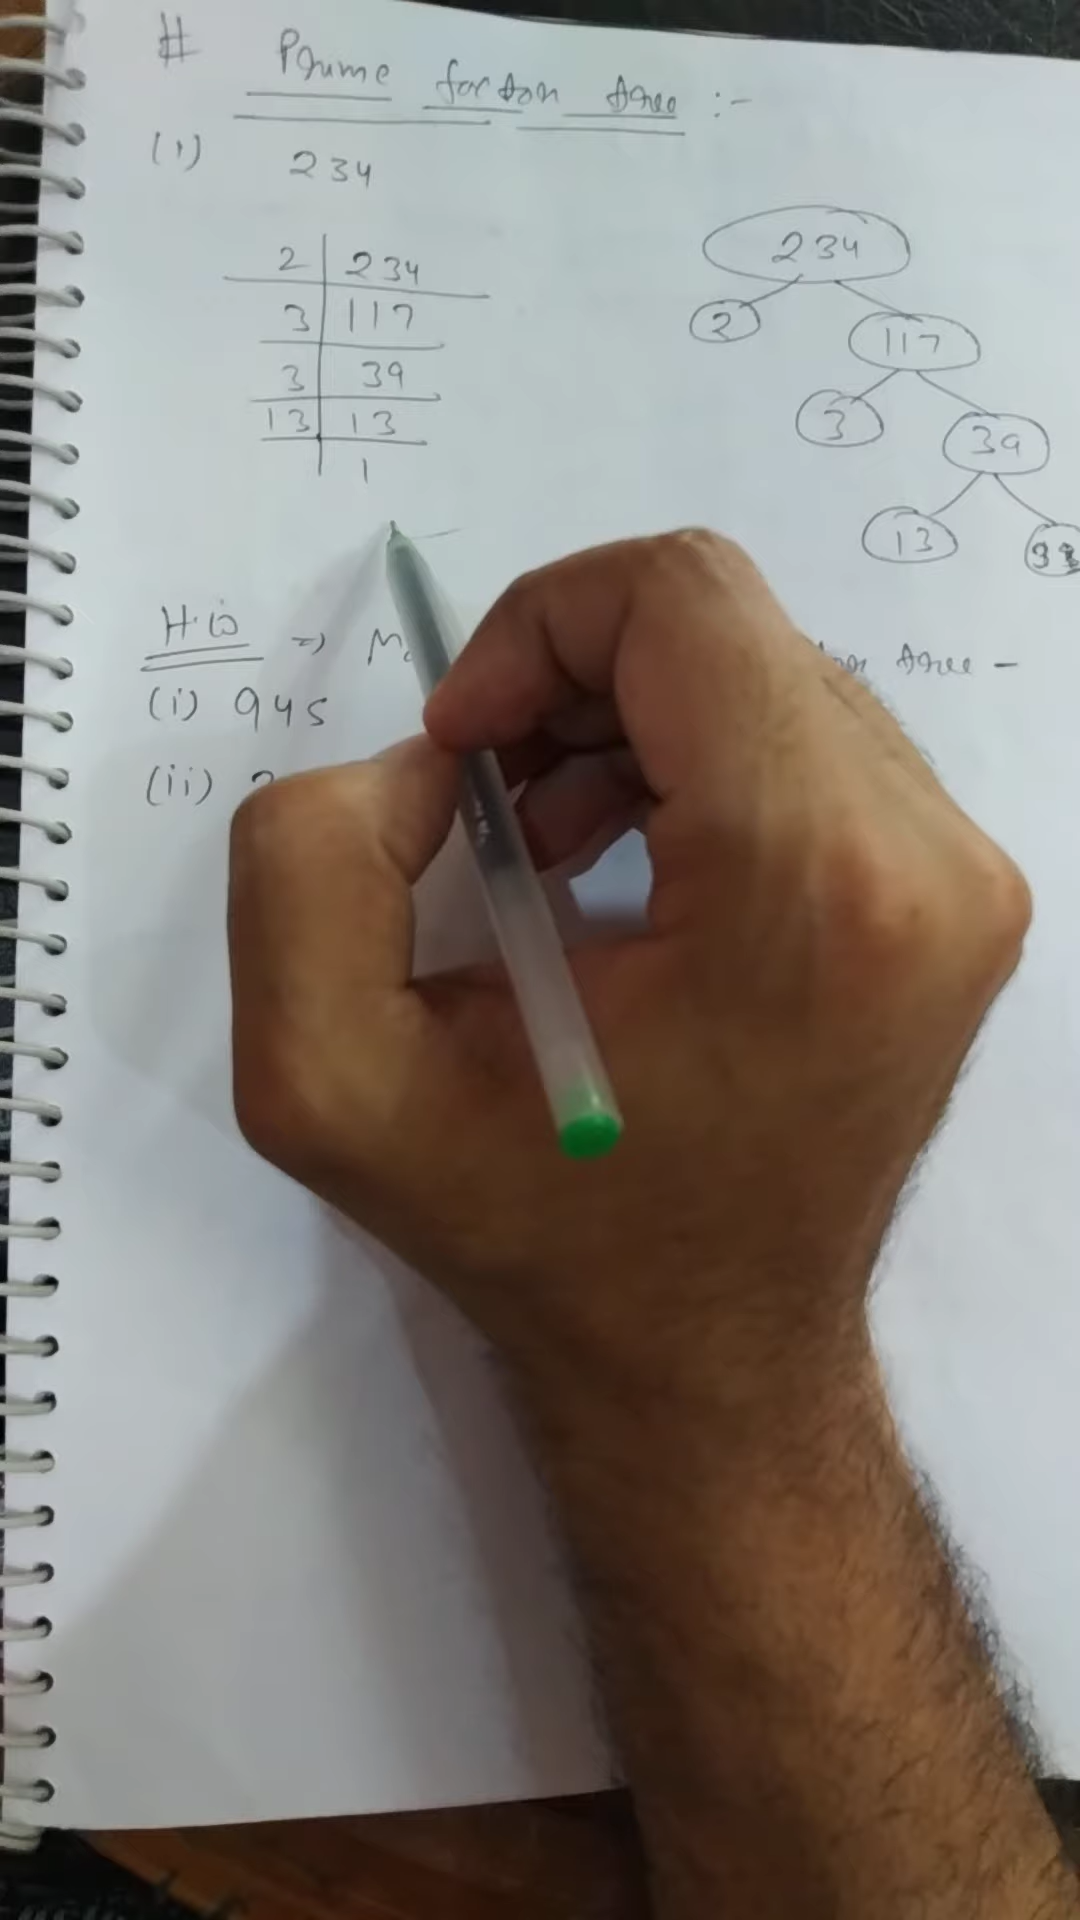 # Prime factor tree :-
(1) 234
2 | 234
3 | 117
3 | 39
13 | 13
1
234
2 117
3 39
13
H.W => tree -
(i) 945
(ii)